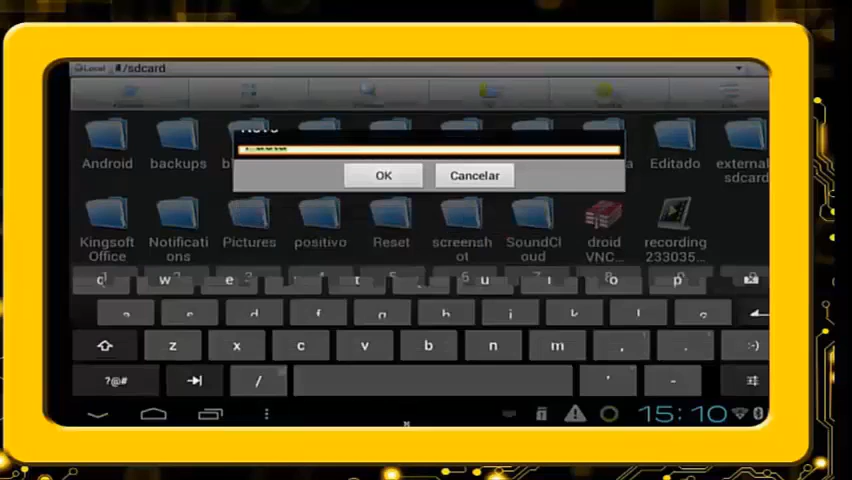 Local /sdcard
Android
backups
Editado
external
sdcard
OK
Cancelar
Kingsoft
Office
Notificati
ons
Pictures
positivo
Reset
screensh
ot
SoundCl
oud
droid
VNC...
recording
233035...
q w e t u i o p
z x c v b n m , .
?@# / ' -
:-)
15:10